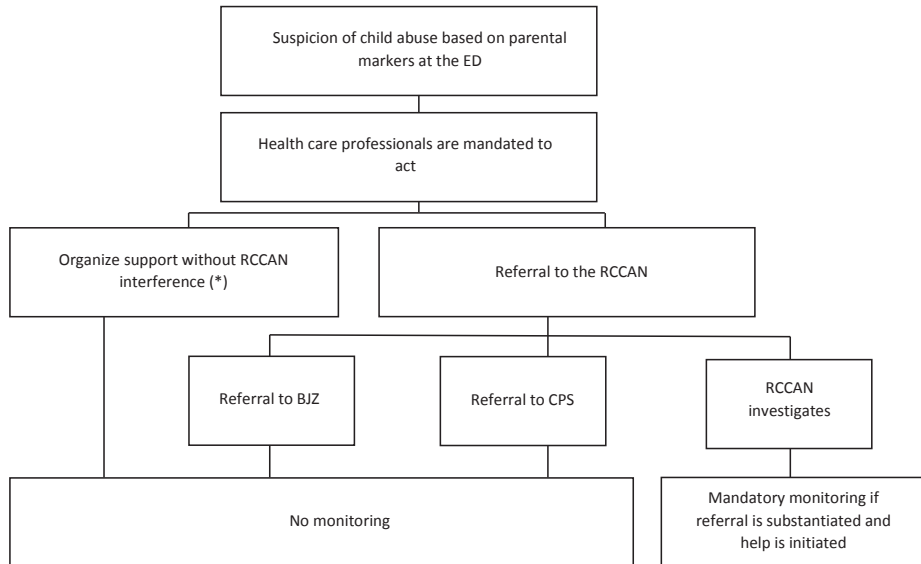 Suspicion of child abuse based on parental
markers at the ED
Health care professionals are mandated to
act
Organize support without RCCAN
interference (*)
Referral to the RCCAN
Referral to BJZ
Referral to CPS
RCCAN
investigates
No monitoring
Mandatory monitoring if
referral is substantiated and
help is initiated